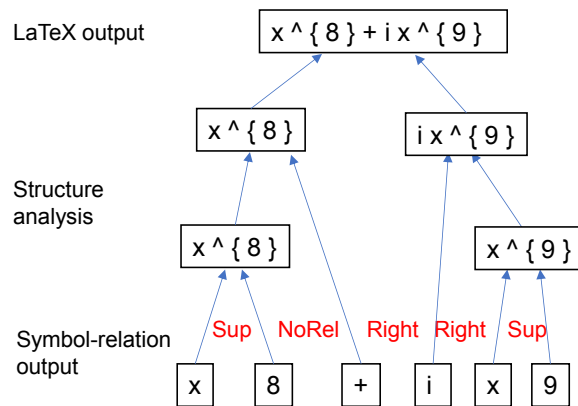 LaTeX output
x ^ { 8 } + i x ^ { 9 }
x ^ { 8 }
i x ^ { 9 }
Structure
analysis
x ^ { 8 }
x ^ { 9 }
Sup NoRel Right Right Sup
Symbol-relation
output
x 8 + i x 9